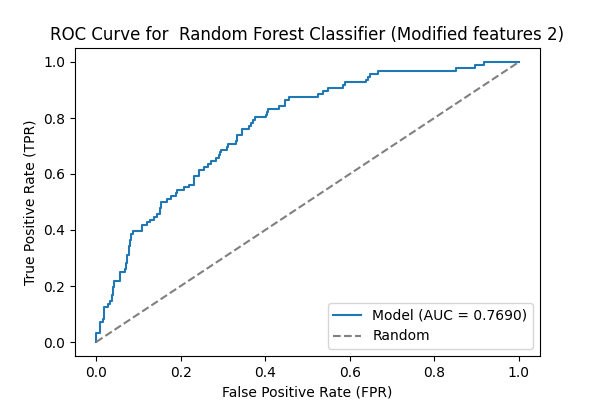 ROC Curve for  Random Forest Classifier (Modified features 2)
True Positive Rate (TPR)
1.0
0.8
0.6
0.4
0.2
0.0
Model (AUC = 0.7690)
Random
0.0 0.2 0.4 0.6 0.8 1.0
False Positive Rate (FPR)